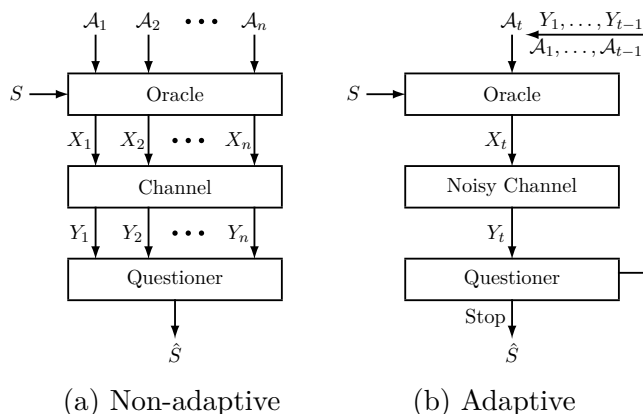 𝒜₁ 𝒜₂ ••• 𝒜ₙ
S
Oracle
X₁ X₂ ••• Xₙ
Channel
Y₁ Y₂ ••• Yₙ
Questioner
Ŝ
(a) Non-adaptive
𝒜ₜ
Y₁, . . . , Yₜ₋₁
𝒜₁, . . . , 𝒜ₜ₋₁
S
Oracle
Xₜ
Noisy Channel
Yₜ
Questioner
Stop
Ŝ
(b) Adaptive